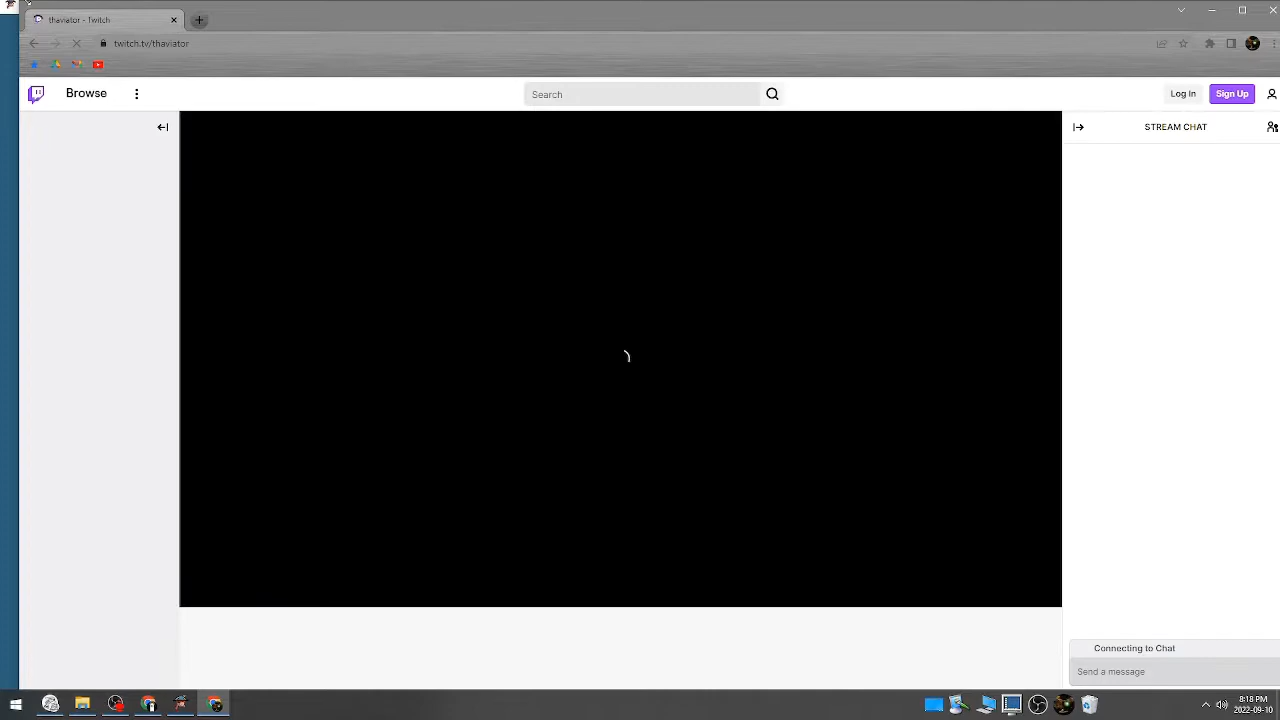 thaviator - Twitch
twitch.tv/thaviator
Browse
Search
Log In
Sign Up
STREAM CHAT
Connecting to Chat
Send a message
8:18 PM
2022-09-10